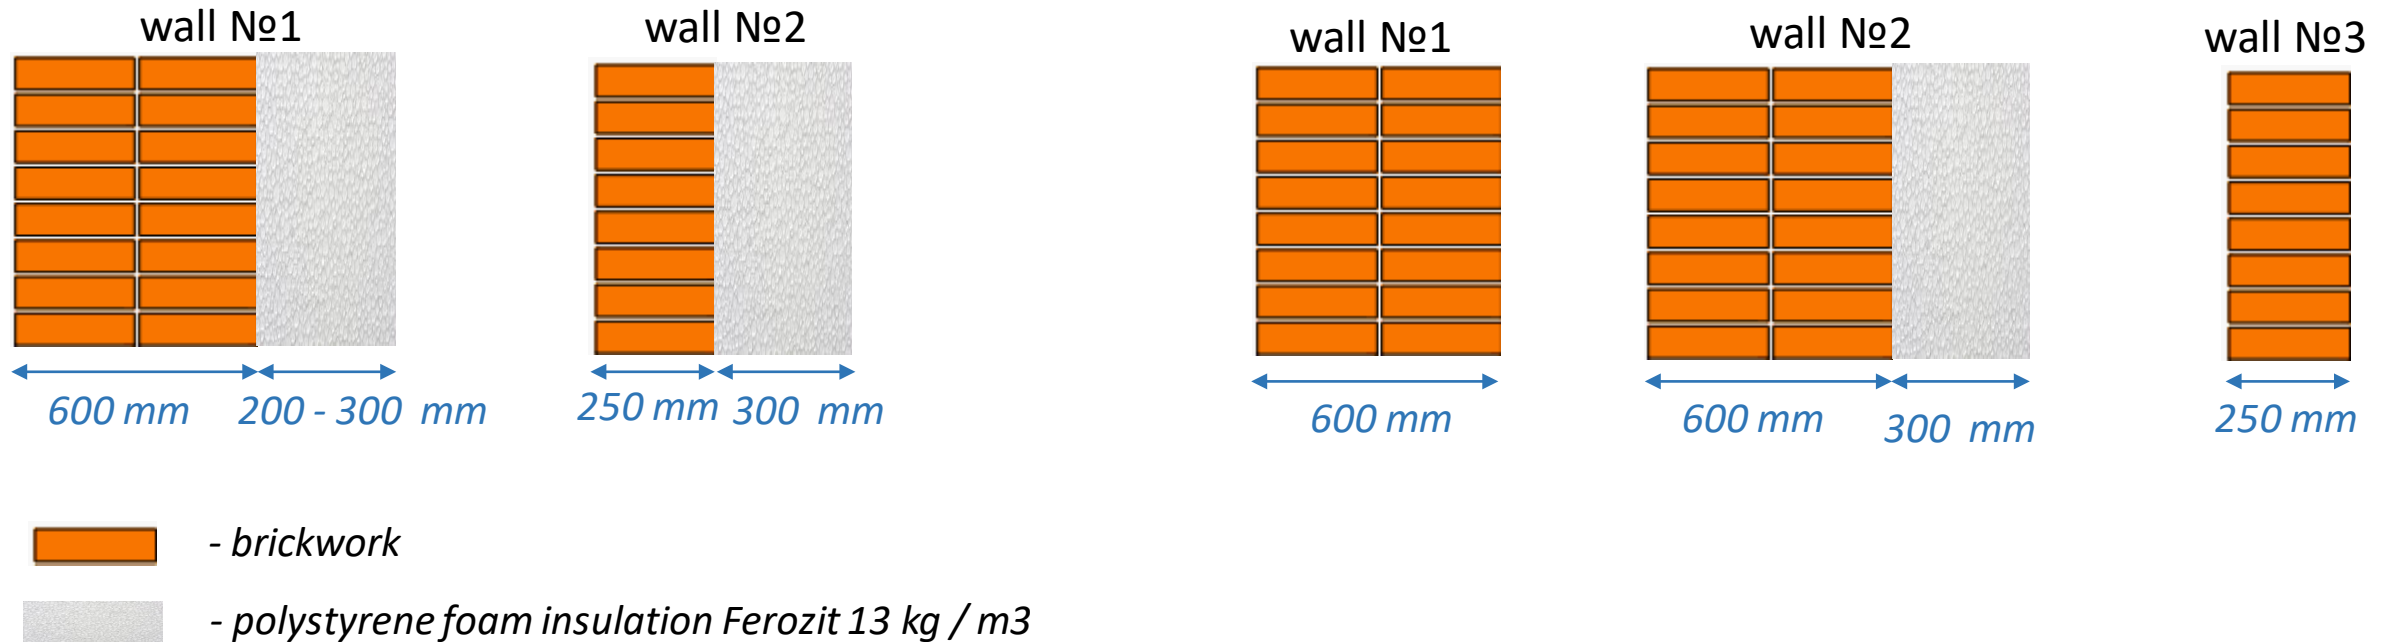 wall №1
wall №2
wall №1
wall №2
wall №3
600 mm
200 - 300 mm
250 mm
300 mm
600 mm
600 mm
300 mm
250 mm
- brickwork
- polystyrene foam insulation Ferozit 13 kg / m3